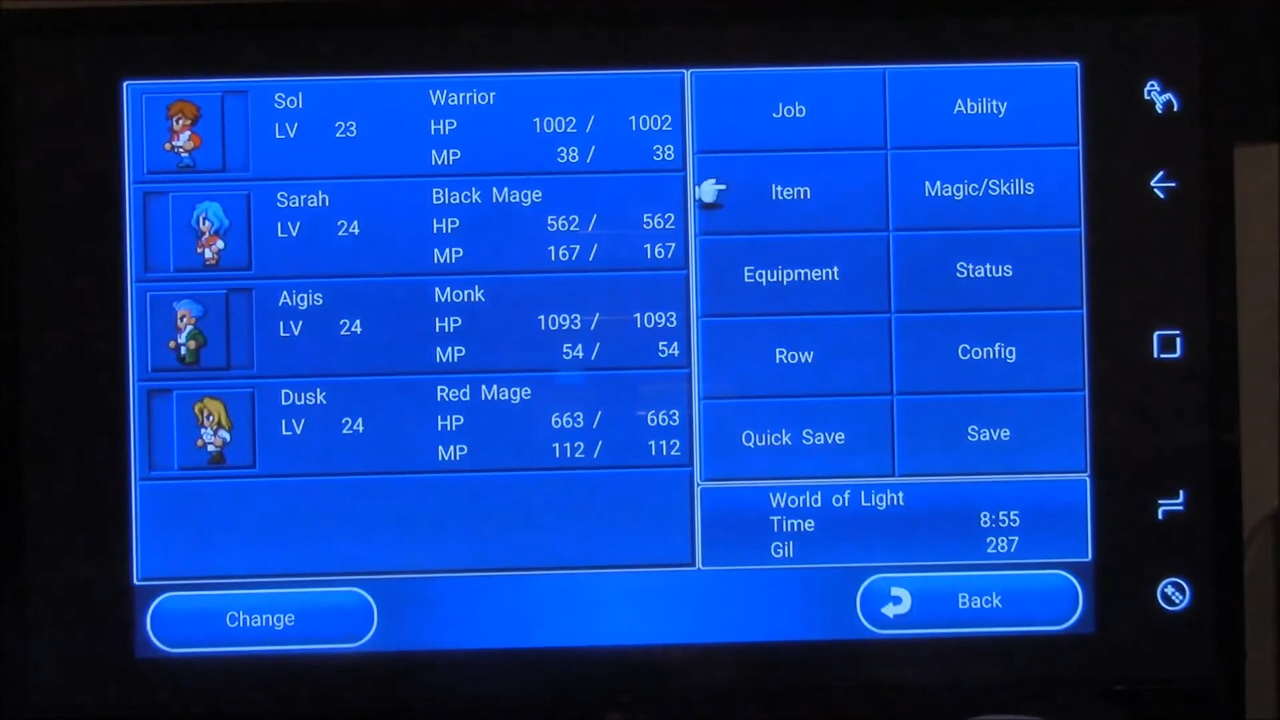 Sol Warrior
LV 23 HP 1002 / 1002
MP 38 / 38
Sarah Black Mage
LV 24 HP 562 / 562
MP 167 / 167
Aigis Monk
LV 24 HP 1093 / 1093
MP 54 / 54
Dusk Red Mage
LV 24 HP 663 / 663
MP 112 / 112
Job Ability
Item Magic/Skills
Equipment Status
Row Config
Quick Save Save
World of Light
Time 8:55
Gil 287
Change Back